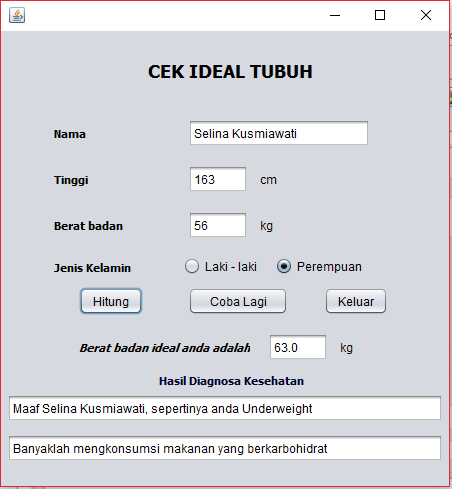 CEK IDEAL TUBUH
Nama Selina Kusmiawati
Tinggi 163 cm
Berat badan 56 kg
Jenis Kelamin Laki - laki Perempuan
Hitung Coba Lagi Keluar
Berat badan ideal anda adalah 63.0 kg
Hasil Diagnosa Kesehatan
Maaf Selina Kusmiawati, sepertinya anda Underweight
Banyaklah mengkonsumsi makanan yang berkarbohidrat